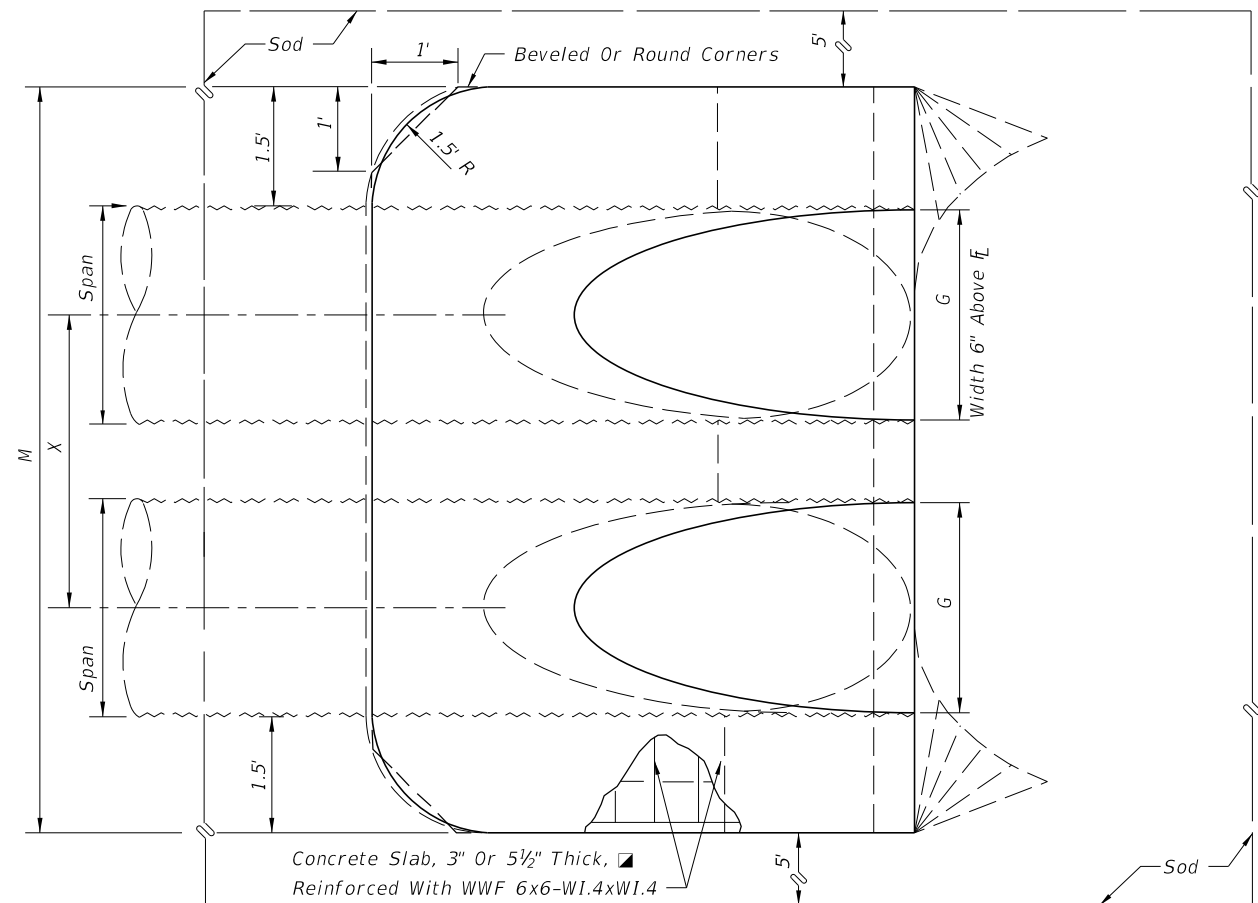 Sod
1'
Beveled Or Round Corners
5'
1'
1.5'
1.5' R
Span
G
Width 6" Above FL
M
X
Span
G
1.5'
Concrete Slab, 3" Or 5½" Thick, ◪
Reinforced With WWF 6x6-WI.4xWI.4
5'
Sod